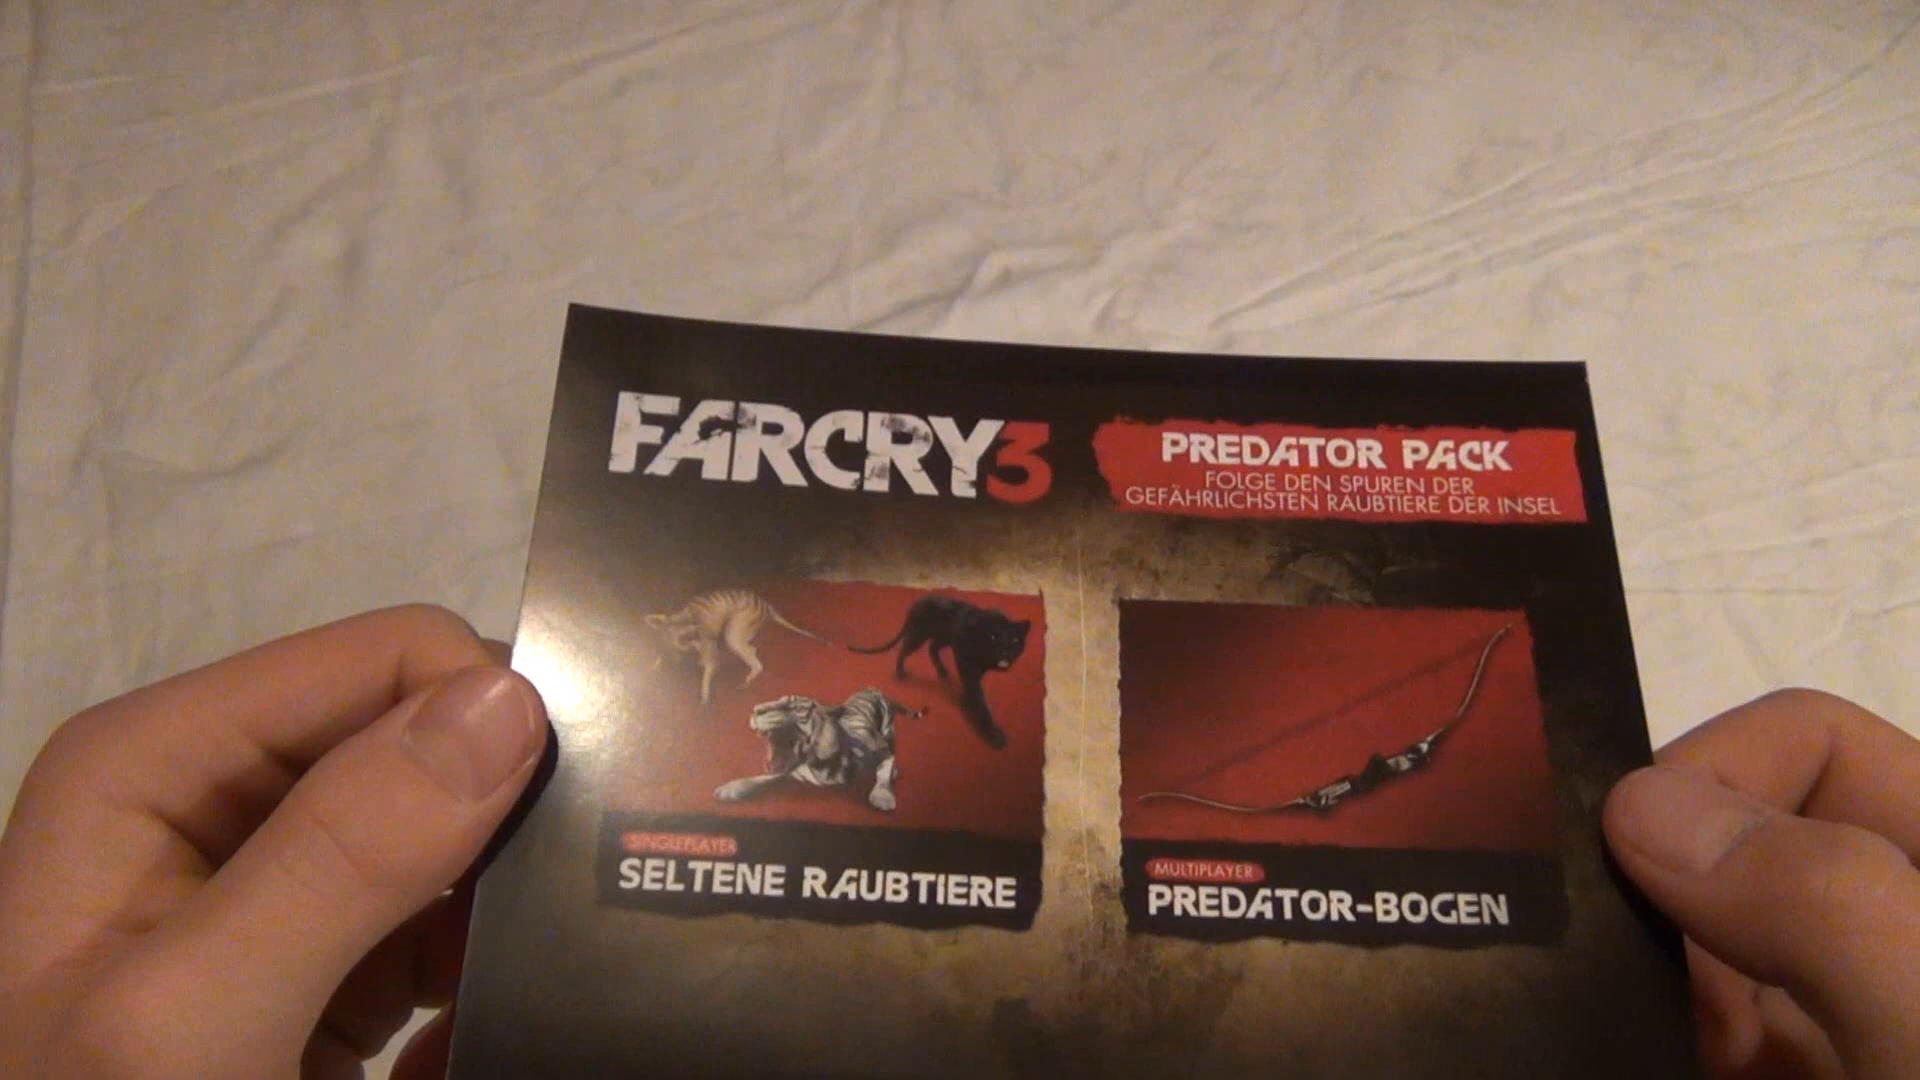 FARCRY3
PREDATOR PACK
FOLGE DEN SPUREN DER
GEFÄHRLICHSTEN RAUBTIERE DER INSEL
SINGLEPLAYER
SELTENE RAUBTIERE
MULTIPLAYER
PREDATOR-BOGEN